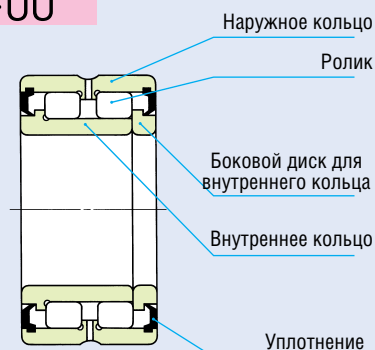 Наружное кольцо
Ролик
Боковой диск для
внутреннего кольца
Внутреннее кольцо
Уплотнение